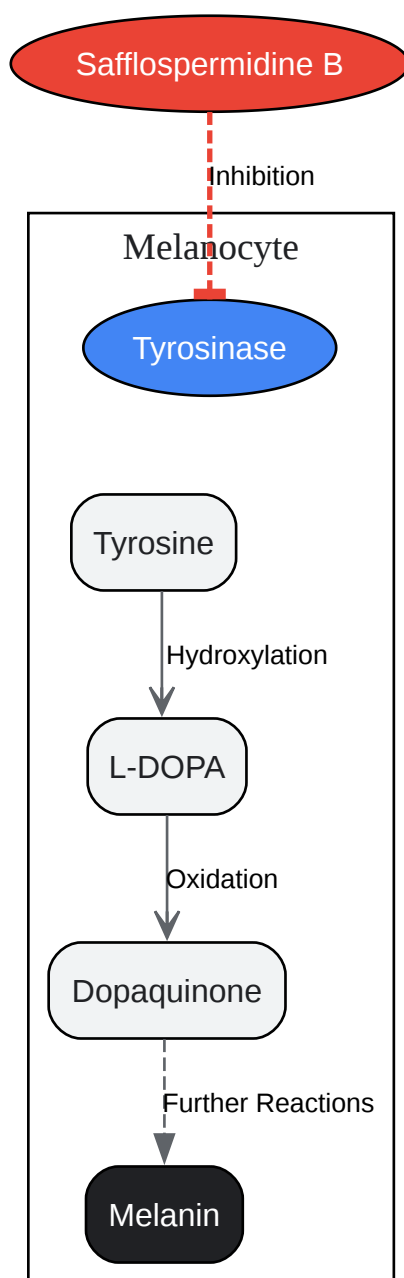 Safflospermidine B
Inhibition
Melanocyte
Tyrosinase
Tyrosine
Hydroxylation
L-DOPA
Oxidation
Dopaquinone
Further Reactions
Melanin